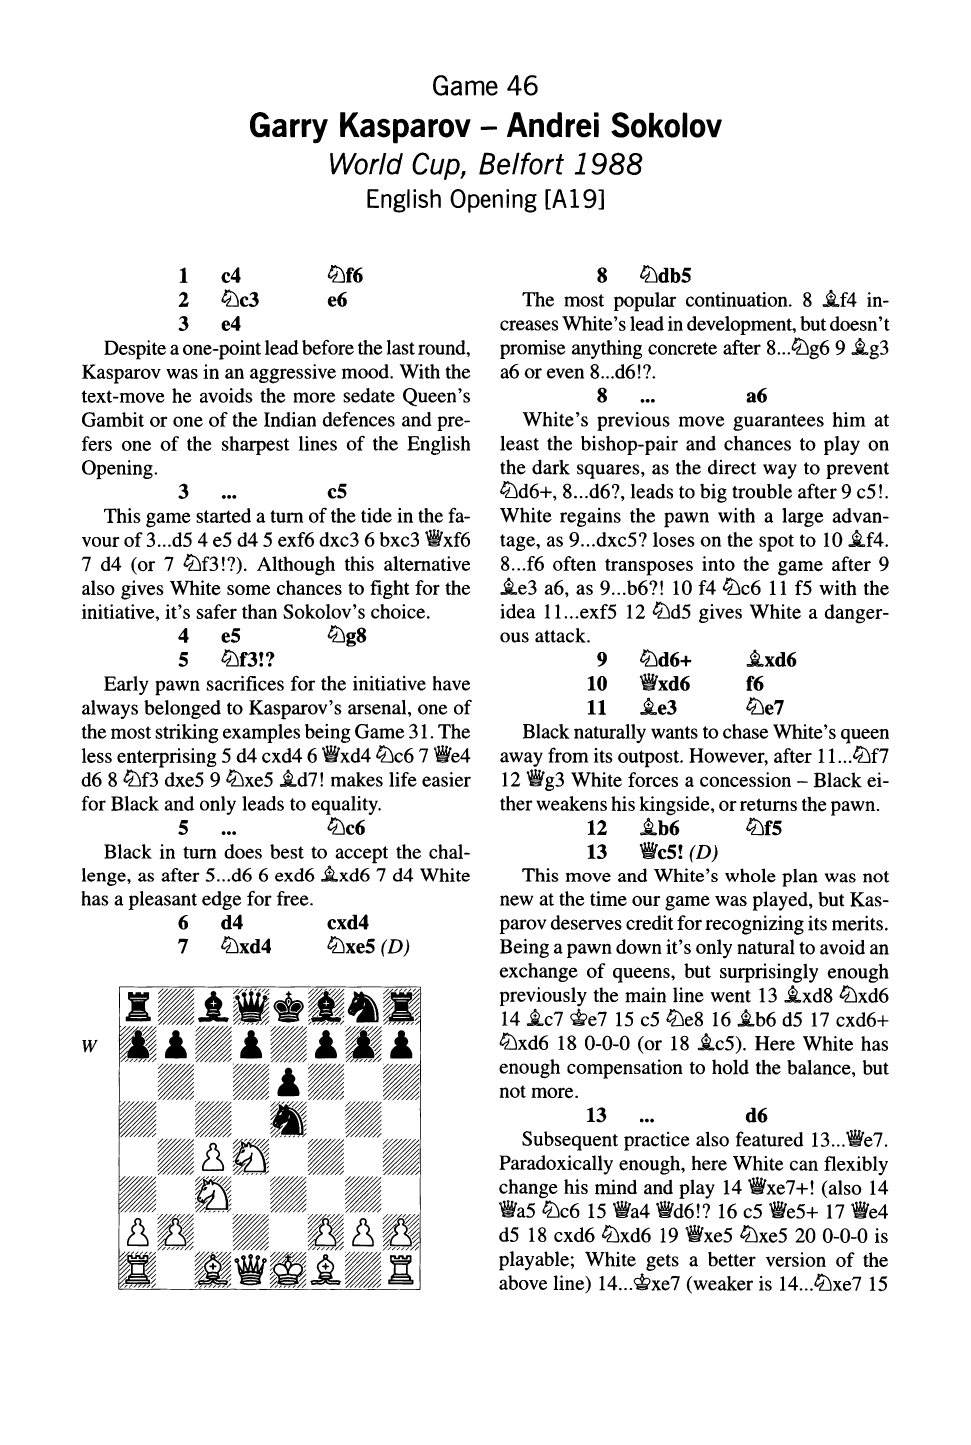 Game 46
Garry Kasparov – Andrei Sokolov
World Cup, Belfort 1988
English Opening [A19]
1 c4 ♘f6
2 ♘c3 e6
3 e4
Despite a one-point lead before the last round,
Kasparov was in an aggressive mood. With the
text-move he avoids the more sedate Queen's
Gambit or one of the Indian defences and pre-
fers one of the sharpest lines of the English
Opening.
3 ... c5
This game started a turn of the tide in the fa-
vour of 3...d5 4 e5 d4 5 exf6 dxc3 6 bxc3 ♕xf6
7 d4 (or 7 ♘f3!?). Although this alternative
also gives White some chances to fight for the
initiative, it's safer than Sokolov's choice.
4 e5 ♘g8
5 ♘f3!?
Early pawn sacrifices for the initiative have
always belonged to Kasparov's arsenal, one of
the most striking examples being Game 31. The
less enterprising 5 d4 cxd4 6 ♕xd4 ♘c6 7 ♕e4
d6 8 ♘f3 dxe5 9 ♘xe5 ♗d7! makes life easier
for Black and only leads to equality.
5 ... ♘c6
Black in turn does best to accept the chal-
lenge, as after 5...d6 6 exd6 ♗xd6 7 d4 White
has a pleasant edge for free.
6 d4 cxd4
7 ♘xd4 ♘xe5 (D)
W
8 ♘db5
The most popular continuation. 8 ♗f4 in-
creases White's lead in development, but doesn't
promise anything concrete after 8...♘g6 9 ♗g3
a6 or even 8...d6!?.
8 ... a6
White's previous move guarantees him at
least the bishop-pair and chances to play on
the dark squares, as the direct way to prevent
♘d6+, 8...d6?, leads to big trouble after 9 c5!.
White regains the pawn with a large advan-
tage, as 9...dxc5? loses on the spot to 10 ♗f4.
8...f6 often transposes into the game after 9
♗e3 a6, as 9...b6?! 10 f4 ♘c6 11 f5 with the
idea 11...exf5 12 ♘d5 gives White a danger-
ous attack.
9 ♘d6+ ♗xd6
10 ♕xd6 f6
11 ♗e3 ♘e7
Black naturally wants to chase White's queen
away from its outpost. However, after 11...♘f7
12 ♕g3 White forces a concession – Black ei-
ther weakens his kingside, or returns the pawn.
12 ♗b6 ♘f5
13 ♕c5! (D)
This move and White's whole plan was not
new at the time our game was played, but Kas-
parov deserves credit for recognizing its merits.
Being a pawn down it's only natural to avoid an
exchange of queens, but surprisingly enough
previously the main line went 13 ♗xd8 ♘xd6
14 ♗c7 ♔e7 15 c5 ♘e8 16 ♗b6 d5 17 cxd6+
♘xd6 18 0-0-0 (or 18 ♗c5). Here White has
enough compensation to hold the balance, but
not more.
13 ... d6
Subsequent practice also featured 13...♕e7.
Paradoxically enough, here White can flexibly
change his mind and play 14 ♕xe7+! (also 14
♕a5 ♘c6 15 ♕a4 ♕d6!? 16 c5 ♕e5+ 17 ♕e4
d5 18 cxd6 ♘xd6 19 ♕xe5 ♘xe5 20 0-0-0 is
playable; White gets a better version of the
above line) 14...♔xe7 (weaker is 14...♘xe7 15